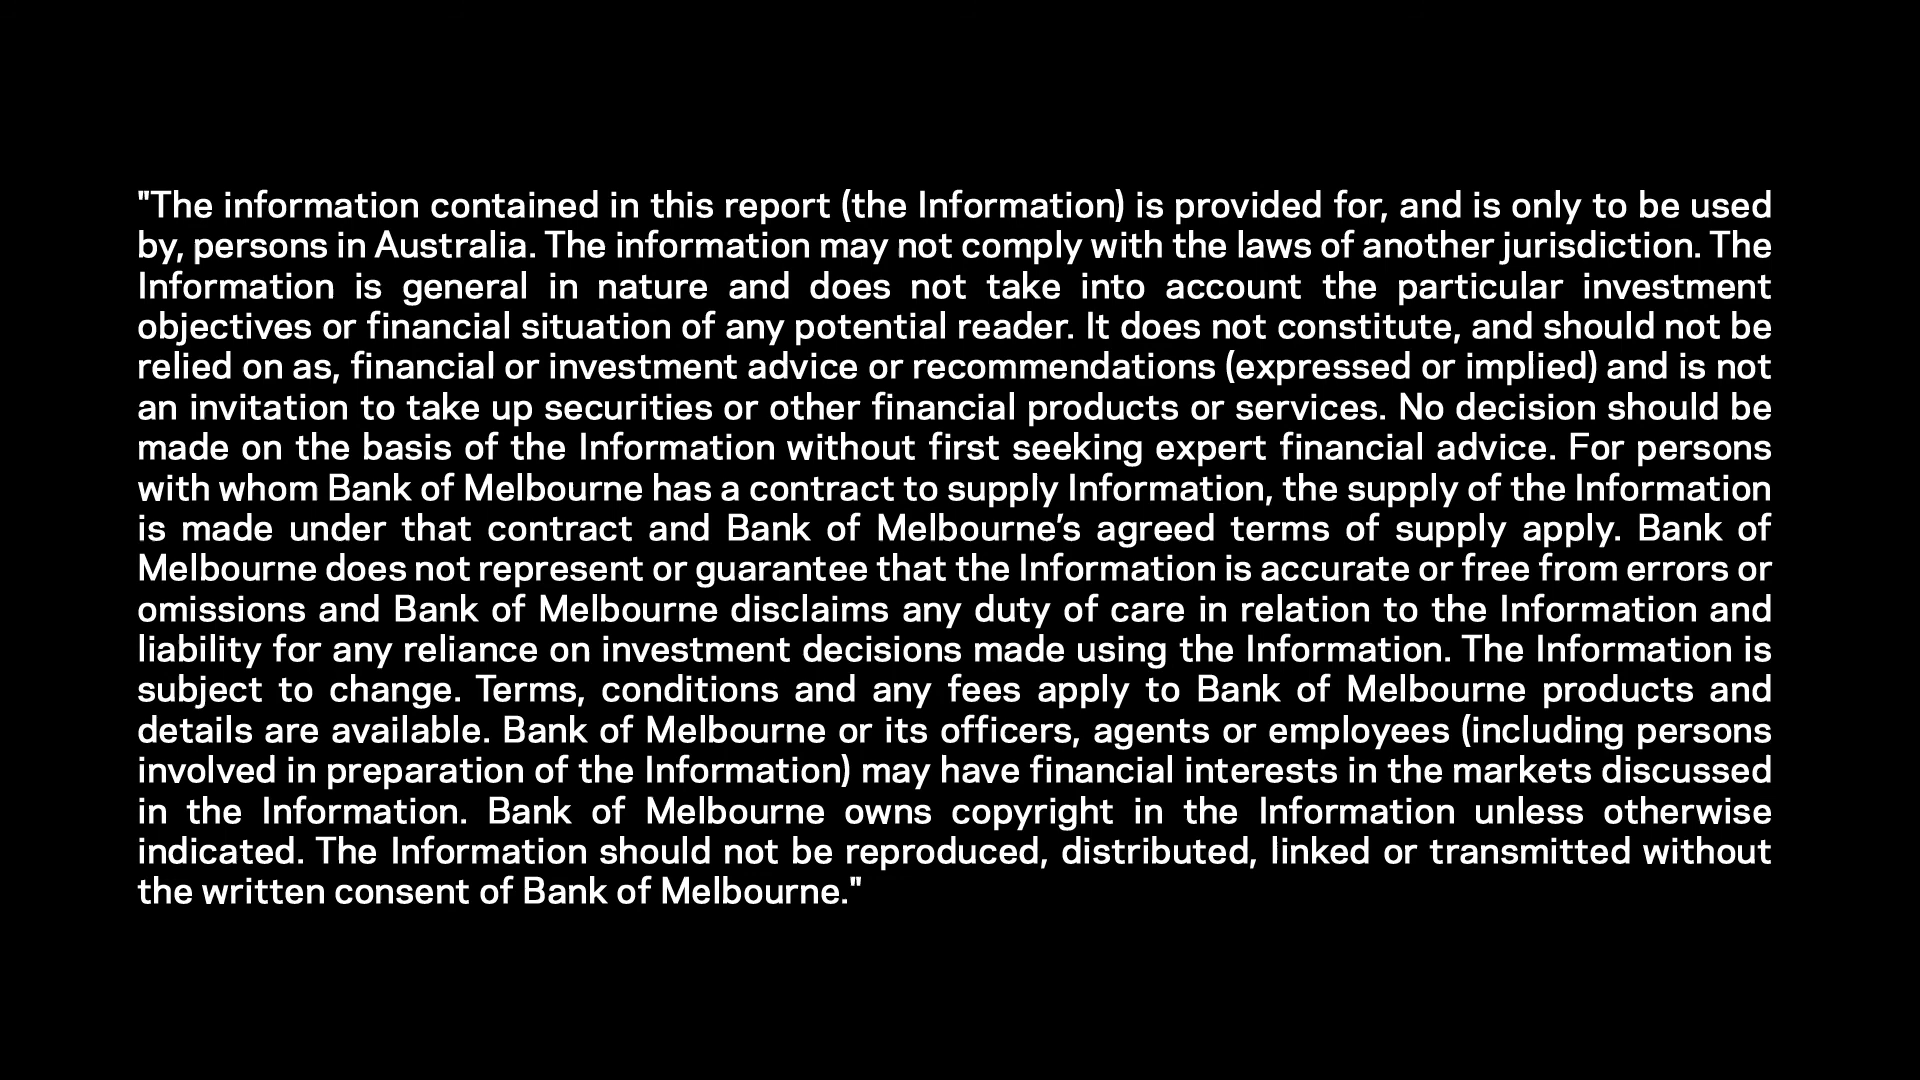 "The information contained in this report (the Information) is provided for, and is only to be used
by, persons in Australia. The information may not comply with the laws of another jurisdiction. The
Information is general in nature and does not take into account the particular investment
objectives or financial situation of any potential reader. It does not constitute, and should not be
relied on as, financial or investment advice or recommendations (expressed or implied) and is not
an invitation to take up securities or other financial products or services. No decision should be
made on the basis of the Information without first seeking expert financial advice. For persons
with whom Bank of Melbourne has a contract to supply Information, the supply of the Information
is made under that contract and Bank of Melbourne’s agreed terms of supply apply. Bank of
Melbourne does not represent or guarantee that the Information is accurate or free from errors or
omissions and Bank of Melbourne disclaims any duty of care in relation to the Information and
liability for any reliance on investment decisions made using the Information. The Information is
subject to change. Terms, conditions and any fees apply to Bank of Melbourne products and
details are available. Bank of Melbourne or its officers, agents or employees (including persons
involved in preparation of the Information) may have financial interests in the markets discussed
in the Information. Bank of Melbourne owns copyright in the Information unless otherwise
indicated. The Information should not be reproduced, distributed, linked or transmitted without
the written consent of Bank of Melbourne."